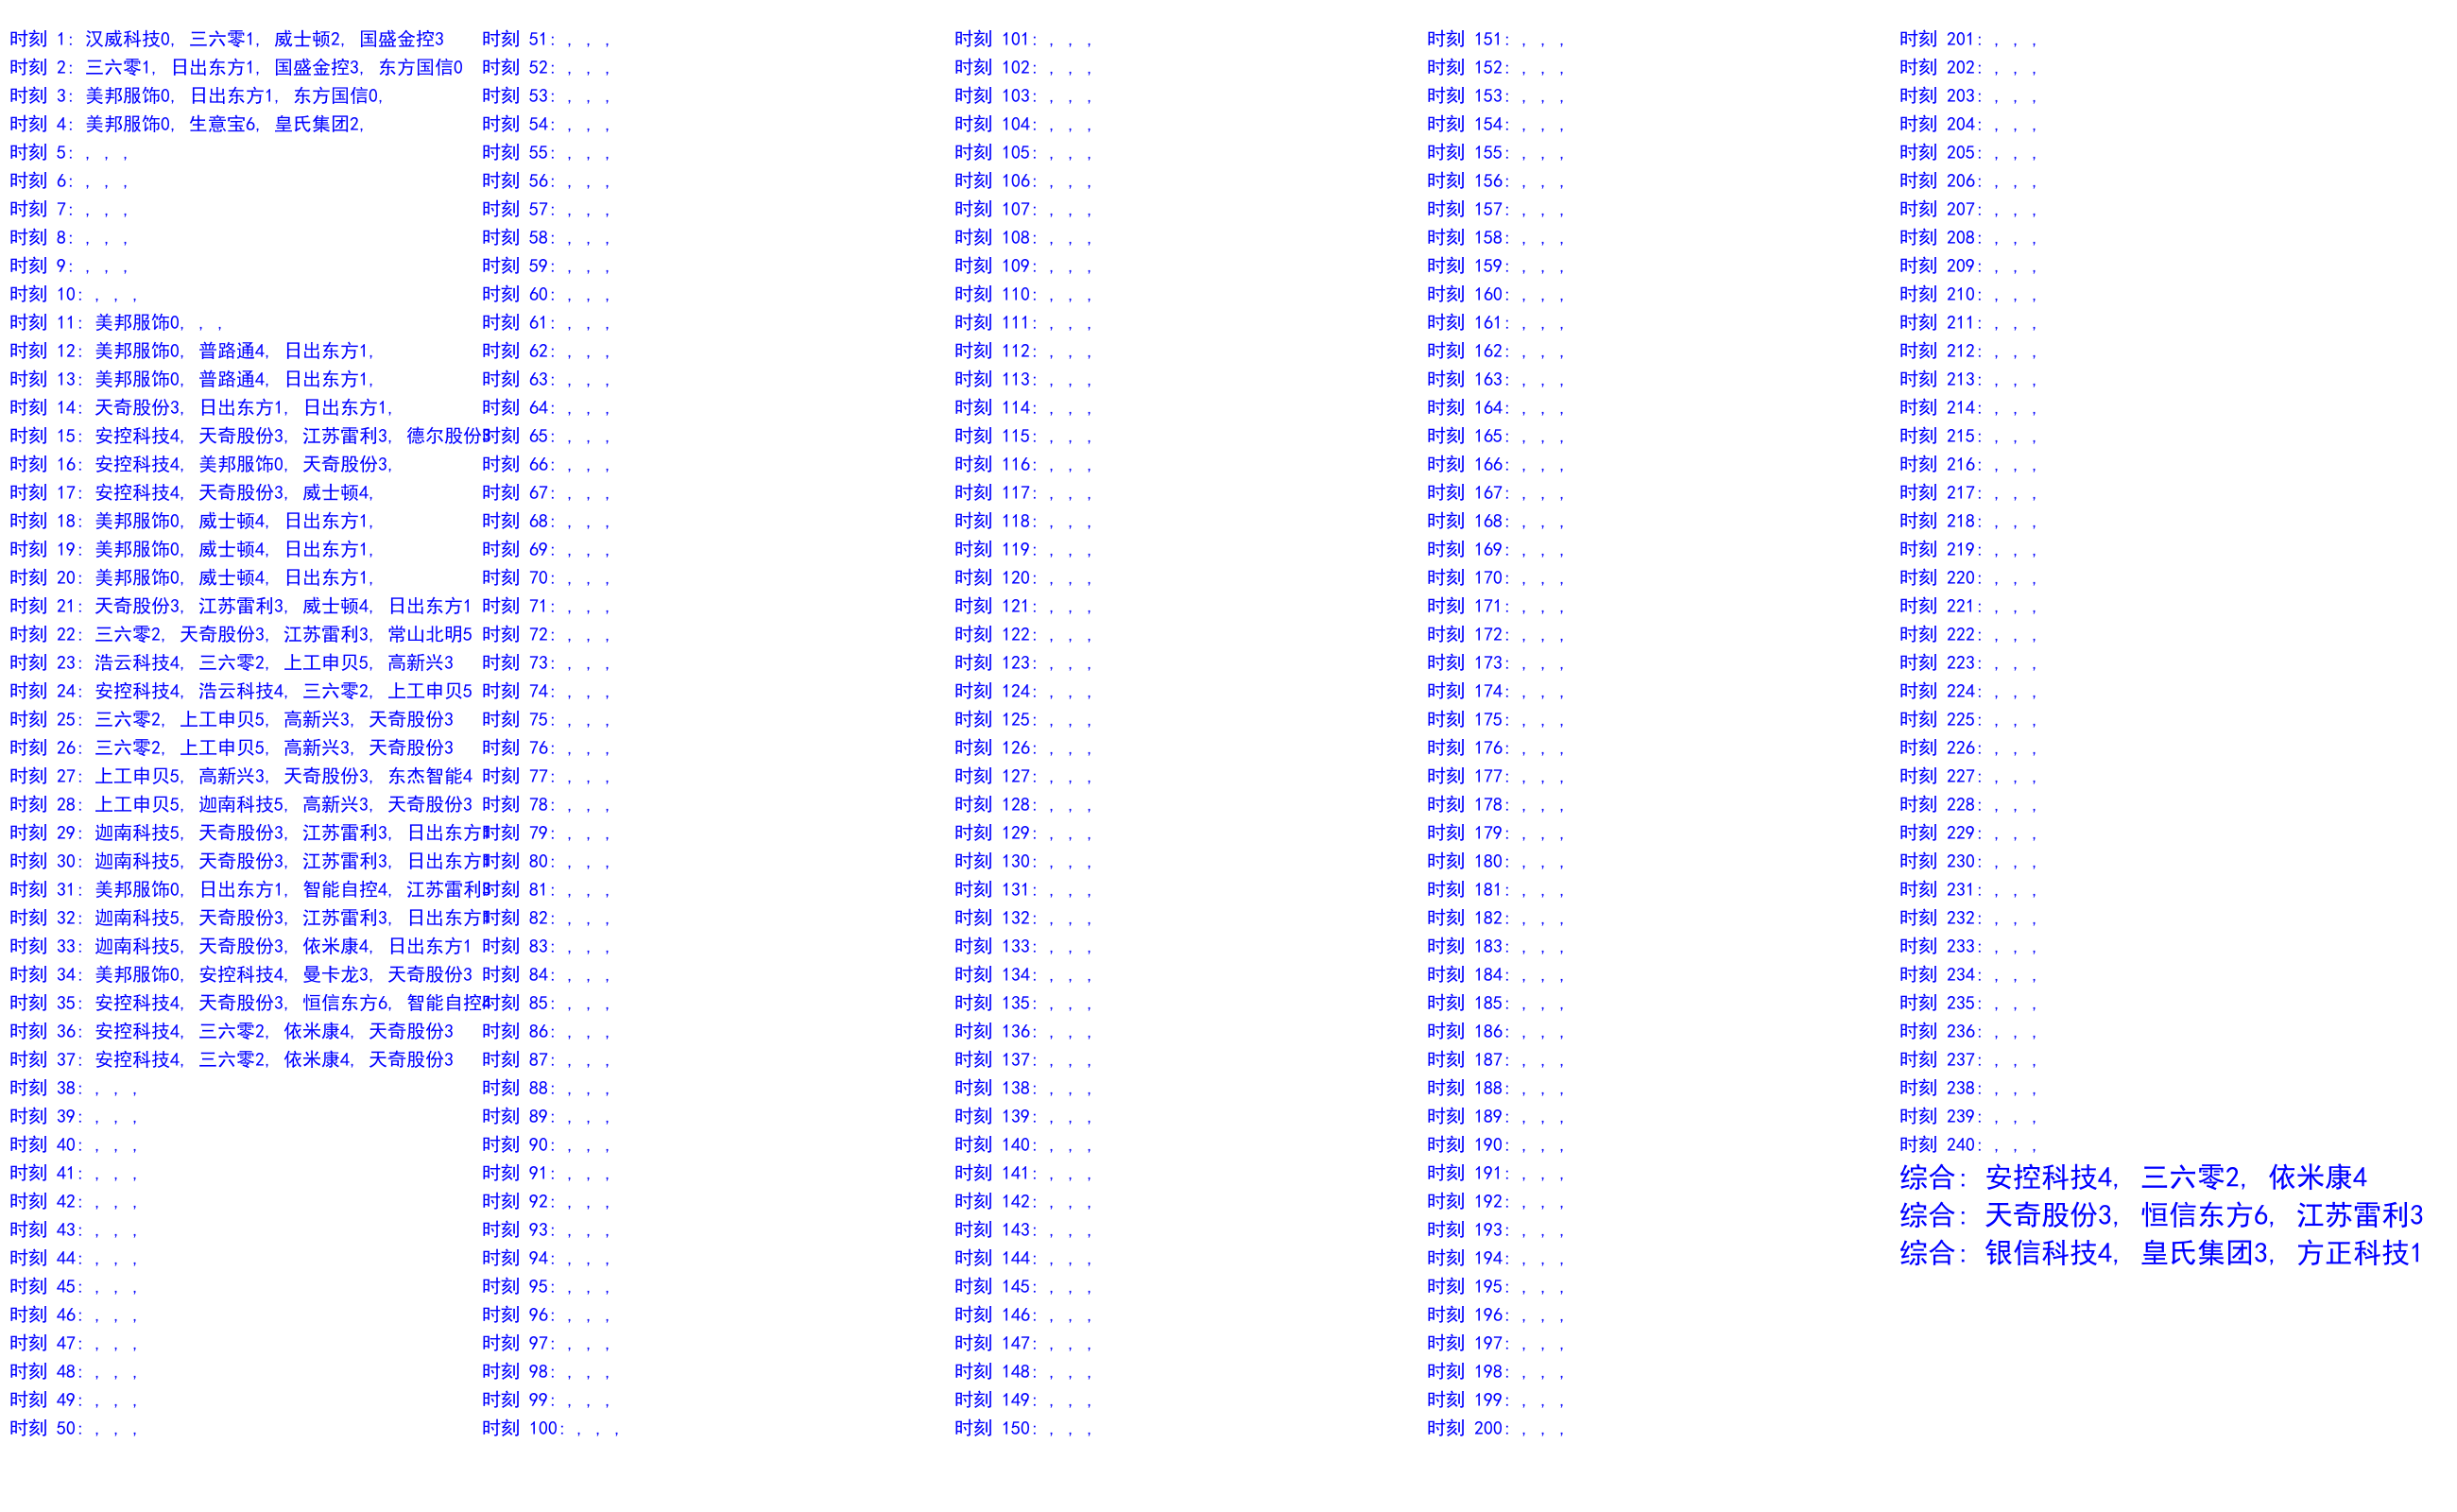 时刻 1: 汉威科技0, 三六零1, 威士顿2, 国盛金控3
时刻 2: 三六零1, 日出东方1, 国盛金控3, 东方国信0
时刻 3: 美邦服饰0, 日出东方1, 东方国信0,
时刻 4: 美邦服饰0, 生意宝6, 皇氏集团2,
时刻 5: , , ,
时刻 6: , , ,
时刻 7: , , ,
时刻 8: , , ,
时刻 9: , , ,
时刻 10: , , ,
时刻 11: 美邦服饰0, , ,
时刻 12: 美邦服饰0, 普路通4, 日出东方1,
时刻 13: 美邦服饰0, 普路通4, 日出东方1,
时刻 14: 天奇股份3, 日出东方1, 日出东方1,
时刻 15: 安控科技4, 天奇股份3, 江苏雷利3, 德尔股份3
时刻 16: 安控科技4, 美邦服饰0, 天奇股份3,
时刻 17: 安控科技4, 天奇股份3, 威士顿4,
时刻 18: 美邦服饰0, 威士顿4, 日出东方1,
时刻 19: 美邦服饰0, 威士顿4, 日出东方1,
时刻 20: 美邦服饰0, 威士顿4, 日出东方1,
时刻 21: 天奇股份3, 江苏雷利3, 威士顿4, 日出东方1
时刻 22: 三六零2, 天奇股份3, 江苏雷利3, 常山北明5
时刻 23: 浩云科技4, 三六零2, 上工申贝5, 高新兴3
时刻 24: 安控科技4, 浩云科技4, 三六零2, 上工申贝5
时刻 25: 三六零2, 上工申贝5, 高新兴3, 天奇股份3
时刻 26: 三六零2, 上工申贝5, 高新兴3, 天奇股份3
时刻 27: 上工申贝5, 高新兴3, 天奇股份3, 东杰智能4
时刻 28: 上工申贝5, 迦南科技5, 高新兴3, 天奇股份3
时刻 29: 迦南科技5, 天奇股份3, 江苏雷利3, 日出东方1
时刻 30: 迦南科技5, 天奇股份3, 江苏雷利3, 日出东方1
时刻 31: 美邦服饰0, 日出东方1, 智能自控4, 江苏雷利3
时刻 32: 迦南科技5, 天奇股份3, 江苏雷利3, 日出东方1
时刻 33: 迦南科技5, 天奇股份3, 依米康4, 日出东方1
时刻 34: 美邦服饰0, 安控科技4, 曼卡龙3, 天奇股份3
时刻 35: 安控科技4, 天奇股份3, 恒信东方6, 智能自控4
时刻 36: 安控科技4, 三六零2, 依米康4, 天奇股份3
时刻 37: 安控科技4, 三六零2, 依米康4, 天奇股份3
时刻 38: , , ,
时刻 39: , , ,
时刻 40: , , ,
时刻 41: , , ,
时刻 42: , , ,
时刻 43: , , ,
时刻 44: , , ,
时刻 45: , , ,
时刻 46: , , ,
时刻 47: , , ,
时刻 48: , , ,
时刻 49: , , ,
时刻 50: , , ,
时刻 51: , , ,
时刻 52: , , ,
时刻 53: , , ,
时刻 54: , , ,
时刻 55: , , ,
时刻 56: , , ,
时刻 57: , , ,
时刻 58: , , ,
时刻 59: , , ,
时刻 60: , , ,
时刻 61: , , ,
时刻 62: , , ,
时刻 63: , , ,
时刻 64: , , ,
时刻 65: , , ,
时刻 66: , , ,
时刻 67: , , ,
时刻 68: , , ,
时刻 69: , , ,
时刻 70: , , ,
时刻 71: , , ,
时刻 72: , , ,
时刻 73: , , ,
时刻 74: , , ,
时刻 75: , , ,
时刻 76: , , ,
时刻 77: , , ,
时刻 78: , , ,
时刻 79: , , ,
时刻 80: , , ,
时刻 81: , , ,
时刻 82: , , ,
时刻 83: , , ,
时刻 84: , , ,
时刻 85: , , ,
时刻 86: , , ,
时刻 87: , , ,
时刻 88: , , ,
时刻 89: , , ,
时刻 90: , , ,
时刻 91: , , ,
时刻 92: , , ,
时刻 93: , , ,
时刻 94: , , ,
时刻 95: , , ,
时刻 96: , , ,
时刻 97: , , ,
时刻 98: , , ,
时刻 99: , , ,
时刻 100: , , ,
时刻 101: , , ,
时刻 102: , , ,
时刻 103: , , ,
时刻 104: , , ,
时刻 105: , , ,
时刻 106: , , ,
时刻 107: , , ,
时刻 108: , , ,
时刻 109: , , ,
时刻 110: , , ,
时刻 111: , , ,
时刻 112: , , ,
时刻 113: , , ,
时刻 114: , , ,
时刻 115: , , ,
时刻 116: , , ,
时刻 117: , , ,
时刻 118: , , ,
时刻 119: , , ,
时刻 120: , , ,
时刻 121: , , ,
时刻 122: , , ,
时刻 123: , , ,
时刻 124: , , ,
时刻 125: , , ,
时刻 126: , , ,
时刻 127: , , ,
时刻 128: , , ,
时刻 129: , , ,
时刻 130: , , ,
时刻 131: , , ,
时刻 132: , , ,
时刻 133: , , ,
时刻 134: , , ,
时刻 135: , , ,
时刻 136: , , ,
时刻 137: , , ,
时刻 138: , , ,
时刻 139: , , ,
时刻 140: , , ,
时刻 141: , , ,
时刻 142: , , ,
时刻 143: , , ,
时刻 144: , , ,
时刻 145: , , ,
时刻 146: , , ,
时刻 147: , , ,
时刻 148: , , ,
时刻 149: , , ,
时刻 150: , , ,
时刻 151: , , ,
时刻 152: , , ,
时刻 153: , , ,
时刻 154: , , ,
时刻 155: , , ,
时刻 156: , , ,
时刻 157: , , ,
时刻 158: , , ,
时刻 159: , , ,
时刻 160: , , ,
时刻 161: , , ,
时刻 162: , , ,
时刻 163: , , ,
时刻 164: , , ,
时刻 165: , , ,
时刻 166: , , ,
时刻 167: , , ,
时刻 168: , , ,
时刻 169: , , ,
时刻 170: , , ,
时刻 171: , , ,
时刻 172: , , ,
时刻 173: , , ,
时刻 174: , , ,
时刻 175: , , ,
时刻 176: , , ,
时刻 177: , , ,
时刻 178: , , ,
时刻 179: , , ,
时刻 180: , , ,
时刻 181: , , ,
时刻 182: , , ,
时刻 183: , , ,
时刻 184: , , ,
时刻 185: , , ,
时刻 186: , , ,
时刻 187: , , ,
时刻 188: , , ,
时刻 189: , , ,
时刻 190: , , ,
时刻 191: , , ,
时刻 192: , , ,
时刻 193: , , ,
时刻 194: , , ,
时刻 195: , , ,
时刻 196: , , ,
时刻 197: , , ,
时刻 198: , , ,
时刻 199: , , ,
时刻 200: , , ,
时刻 201: , , ,
时刻 202: , , ,
时刻 203: , , ,
时刻 204: , , ,
时刻 205: , , ,
时刻 206: , , ,
时刻 207: , , ,
时刻 208: , , ,
时刻 209: , , ,
时刻 210: , , ,
时刻 211: , , ,
时刻 212: , , ,
时刻 213: , , ,
时刻 214: , , ,
时刻 215: , , ,
时刻 216: , , ,
时刻 217: , , ,
时刻 218: , , ,
时刻 219: , , ,
时刻 220: , , ,
时刻 221: , , ,
时刻 222: , , ,
时刻 223: , , ,
时刻 224: , , ,
时刻 225: , , ,
时刻 226: , , ,
时刻 227: , , ,
时刻 228: , , ,
时刻 229: , , ,
时刻 230: , , ,
时刻 231: , , ,
时刻 232: , , ,
时刻 233: , , ,
时刻 234: , , ,
时刻 235: , , ,
时刻 236: , , ,
时刻 237: , , ,
时刻 238: , , ,
时刻 239: , , ,
时刻 240: , , ,
综合: 安控科技4, 三六零2, 依米康4
综合: 天奇股份3, 恒信东方6, 江苏雷利3
综合: 银信科技4, 皇氏集团3, 方正科技1